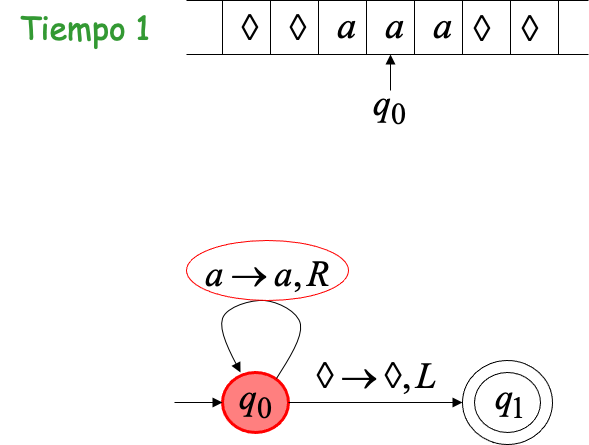 Tiempo 1
◊ ◊ a a a ◊ ◊
q0
a → a, R
◊ → ◊, L
q0
q1